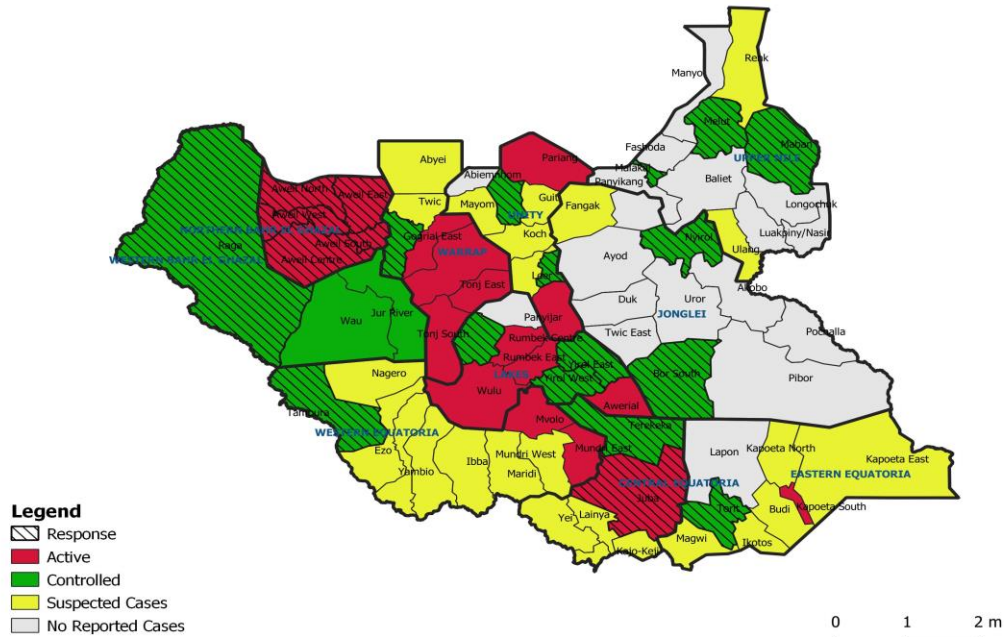 Renk
Manyo
Melut
Maban
Fashoda
UPPER NILE
Malakal
Abyei
Pariang
Abiemnhom
Panyikang
Baliet
Aweil North
Aweil East
Twic
Mayom
Guit
Fangak
Longochuk
UNITY
Aweil West
NORTHERN BAHR EL GHAZAL
Gogrial East
Koch
Nyirol
Luakpiny/Nasir
Raga
Aweil South
WARRAP
Ulang
WESTERN BAHR EL GHAZAL
Aweil Centre
Ayod
Leer
Tonj East
Akobo
Duk
Uror
Jur River
Wau
Panyijar
JONGLEI
Tonj South
Rumbek Centre
Twic East
Pochalla
Rumbek East
Yirol East
Nagero
LAKES
Yirol West
Bor South
Pibor
Wulu
Awerial
Tambura
Mvolo
Terekeka
WESTERN EQUATORIA
Mundri East
Kapoeta North
Ezo
Ibba
Mundri West
Lapon
Kapoeta East
Yambio
Maridi
CENTRAL EQUATORIA
EASTERN EQUATORIA
Juba
Torit
Budi
Kapoeta South
Yei
Lainya
Magwi
Ikotos
Kajo-Keji
Legend
Response
Active
Controlled
Suspected Cases
No Reported Cases
0 1 2 m